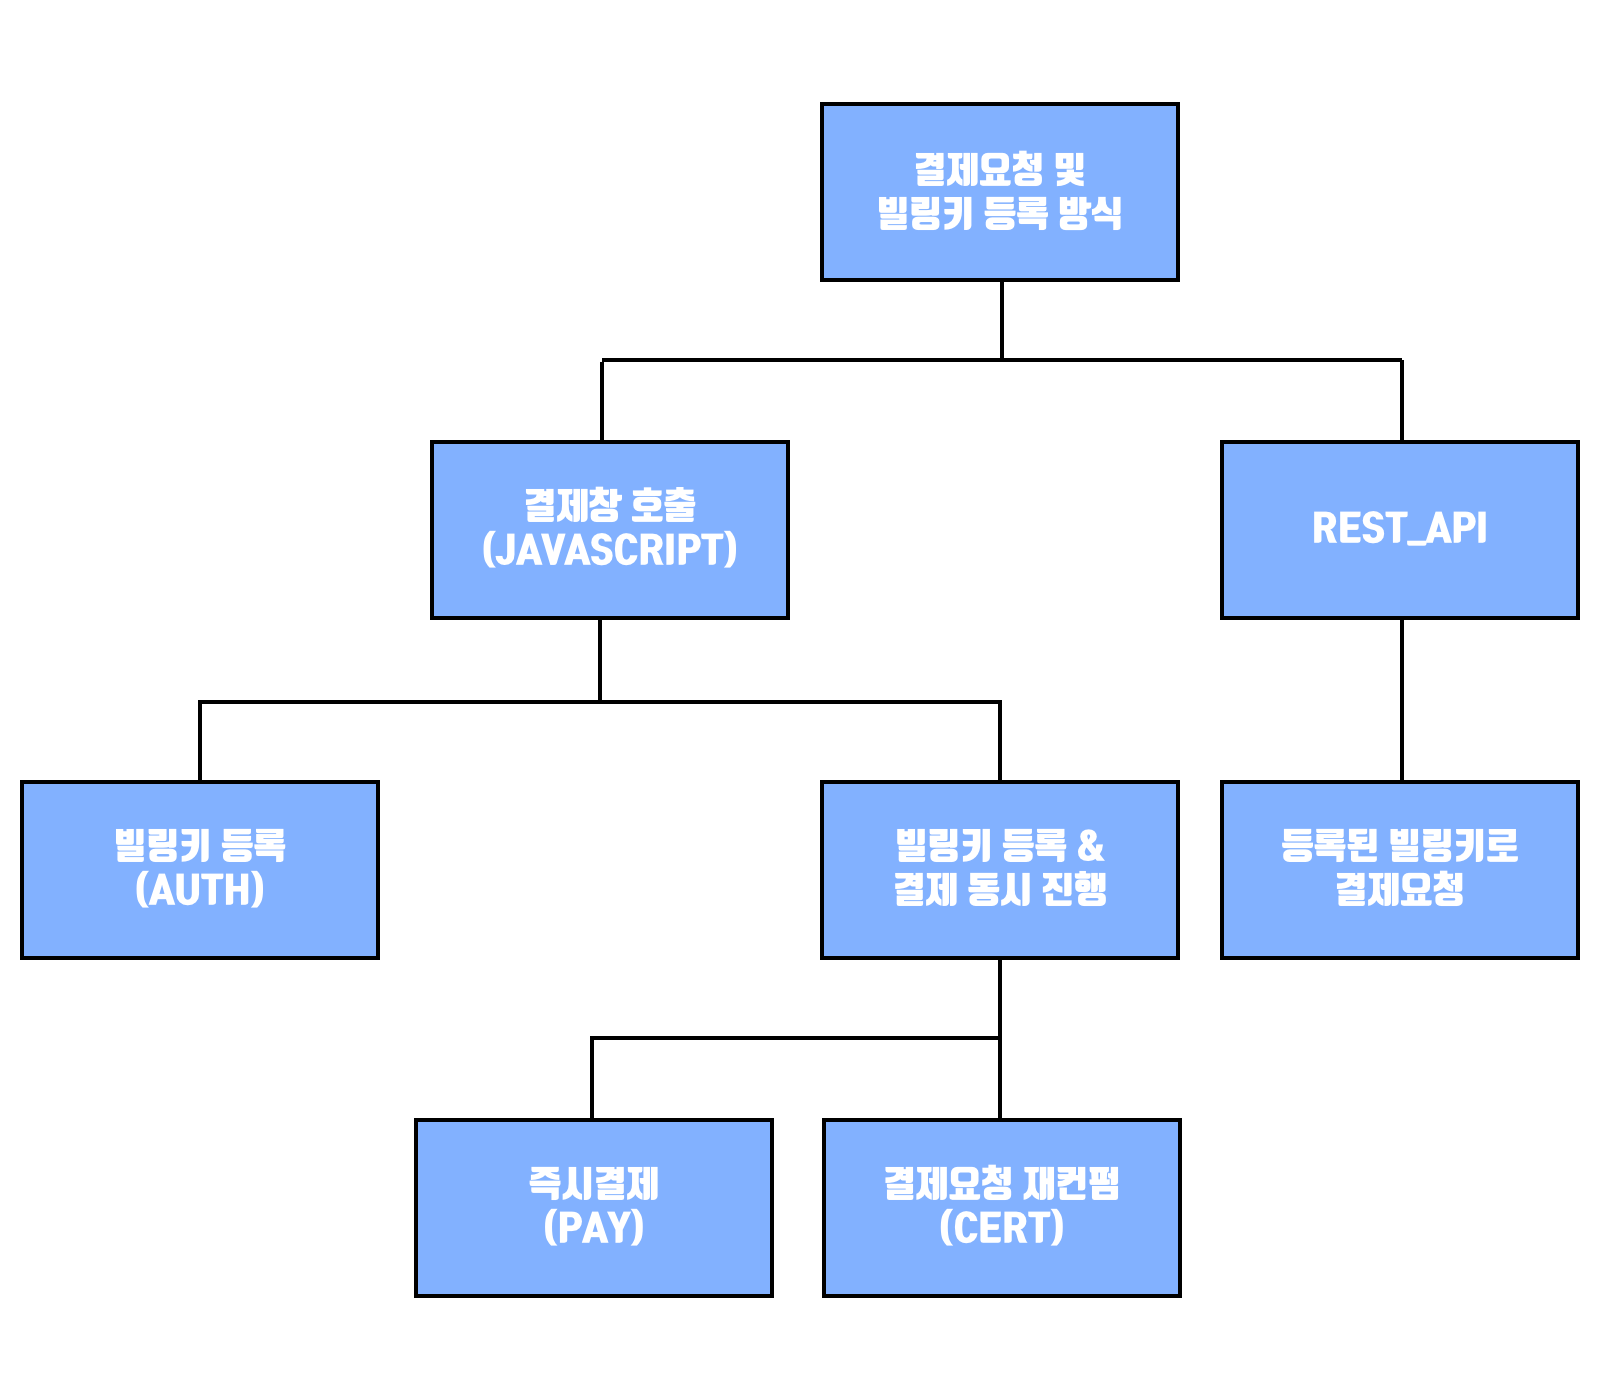 결제요청 및
빌링키 등록 방식
결제창 호출
(JAVASCRIPT)
REST_API
빌링키 등록
(AUTH)
빌링키 등록 &
결제 동시 진행
등록된 빌링키로
결제요청
즉시결제
(PAY)
결제요청 재컨펌
(CERT)